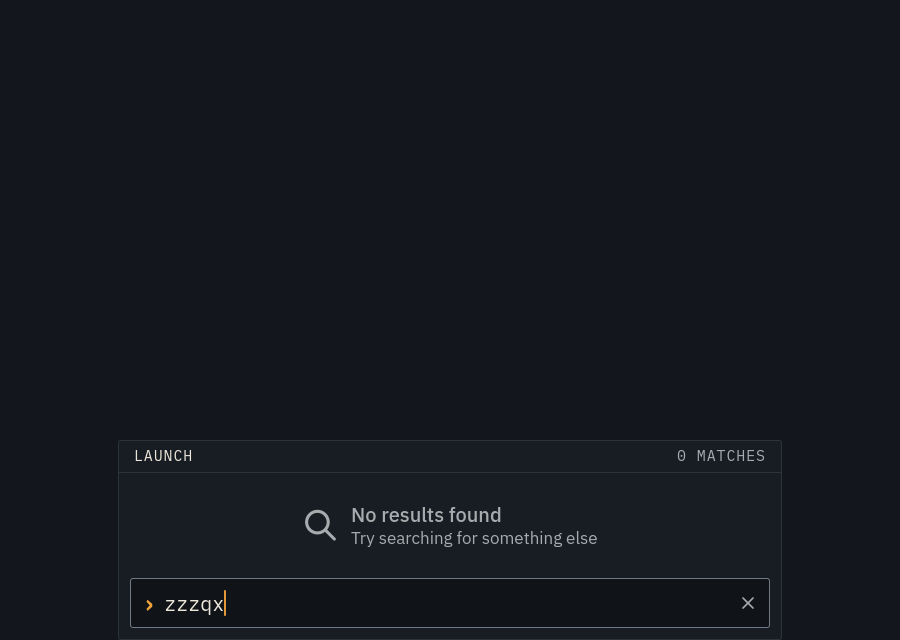 LAUNCH
0 MATCHES
No results found
Try searching for something else
› zzzqx